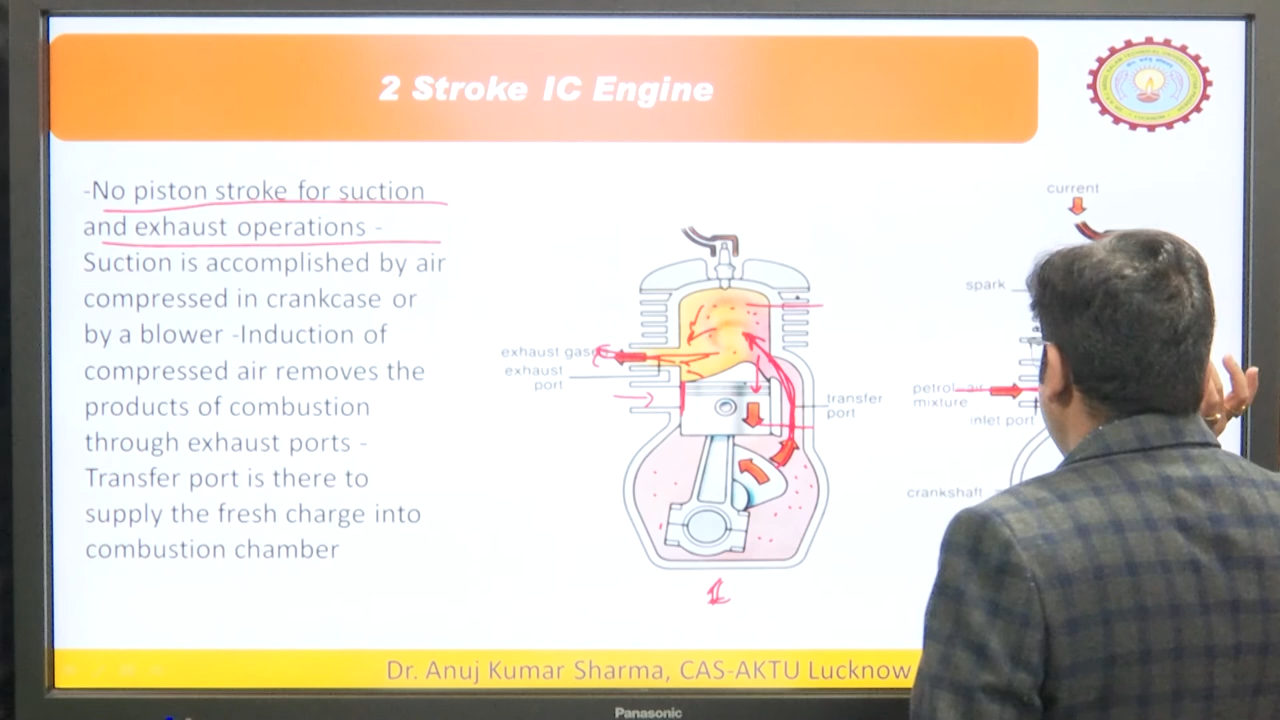 2 Stroke IC Engine
-No piston stroke for suction
and exhaust operations -
Suction is accomplished by air
compressed in crankcase or
by a blower -Induction of
compressed air removes the
products of combustion
through exhaust ports -
Transfer port is there to
supply the fresh charge into
combustion chamber
exhaust gases
exhaust
port
transfer
port
current
spark
petrol-air
mixture
inlet port
crankshaft
Dr. Anuj Kumar Sharma, CAS-AKTU Lucknow
Panasonic